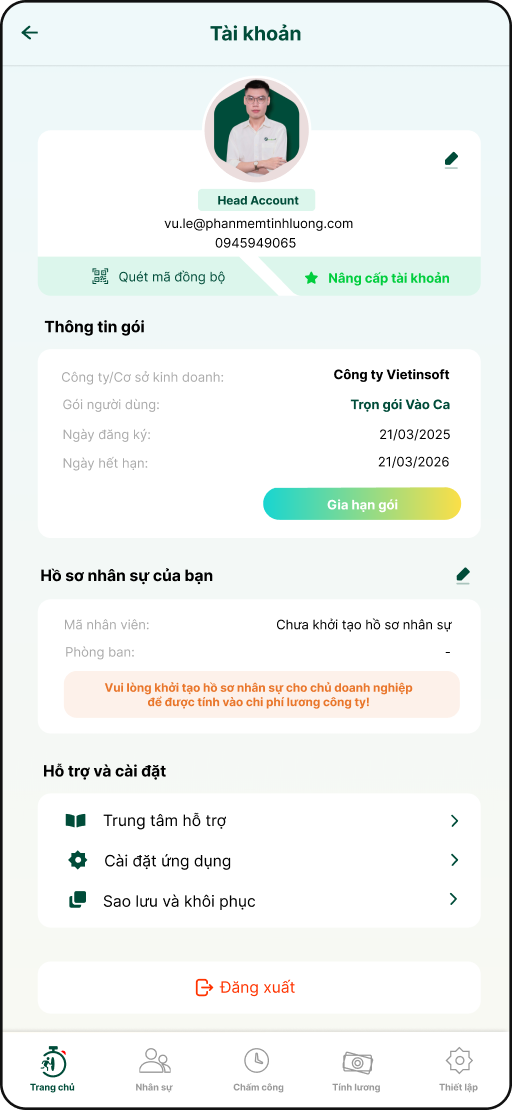 Tài khoản
Head Account
vu.le@phanmemtinhluong.com
0945949065
Quét mã đồng bộ
Nâng cấp tài khoản
Thông tin gói
Công ty/Cơ sở kinh doanh: Công ty Vietinsoft
Gói người dùng: Trọn gói Vào Ca
Ngày đăng ký: 21/03/2025
Ngày hết hạn: 21/03/2026
Gia hạn gói
Hồ sơ nhân sự của bạn
Mã nhân viên: Chưa khởi tạo hồ sơ nhân sự
Phòng ban: -
Vui lòng khởi tạo hồ sơ nhân sự cho chủ doanh nghiệp
để được tính vào chi phí lương công ty!
Hỗ trợ và cài đặt
Trung tâm hỗ trợ
Cài đặt ứng dụng
Sao lưu và khôi phục
Đăng xuất
Trang chủ
Nhân sự
Chấm công
Tính lương
Thiết lập